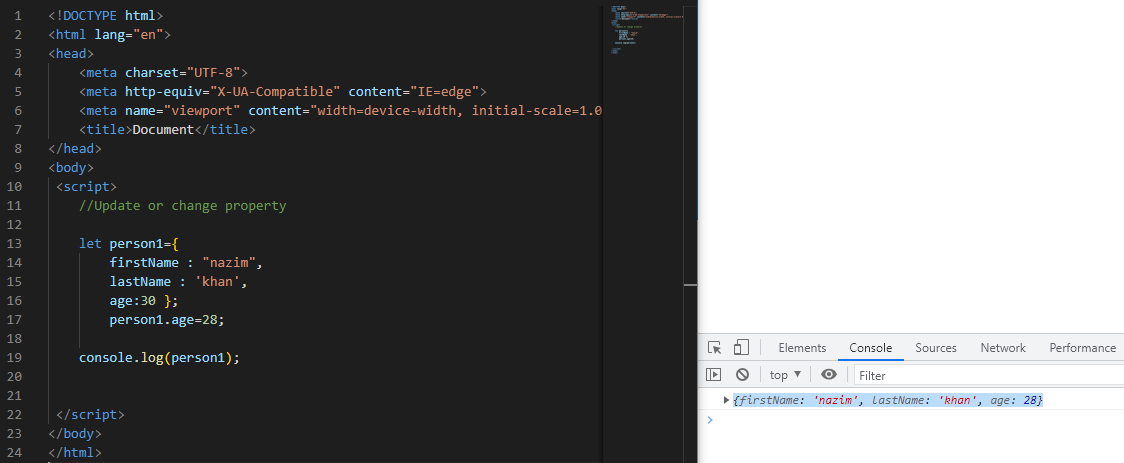 1 <!DOCTYPE html>
2 <html lang="en">
3 <head>
4 <meta charset="UTF-8">
5 <meta http-equiv="X-UA-Compatible" content="IE=edge">
6 <meta name="viewport" content="width=device-width, initial-scale=1.0
7 <title>Document</title>
8 </head>
9 <body>
10 <script>
11 //Update or change property
12
13 let person1={
14 firstName : "nazim",
15 lastName : 'khan',
16 age:30 };
17 person1.age=28;
18
19 console.log(person1);
20
21
22 </script>
23 </body>
24 </html>
Elements Console Sources Network Performance
top ▼ Filter
▶ {firstName: 'nazim', lastName: 'khan', age: 28}
>